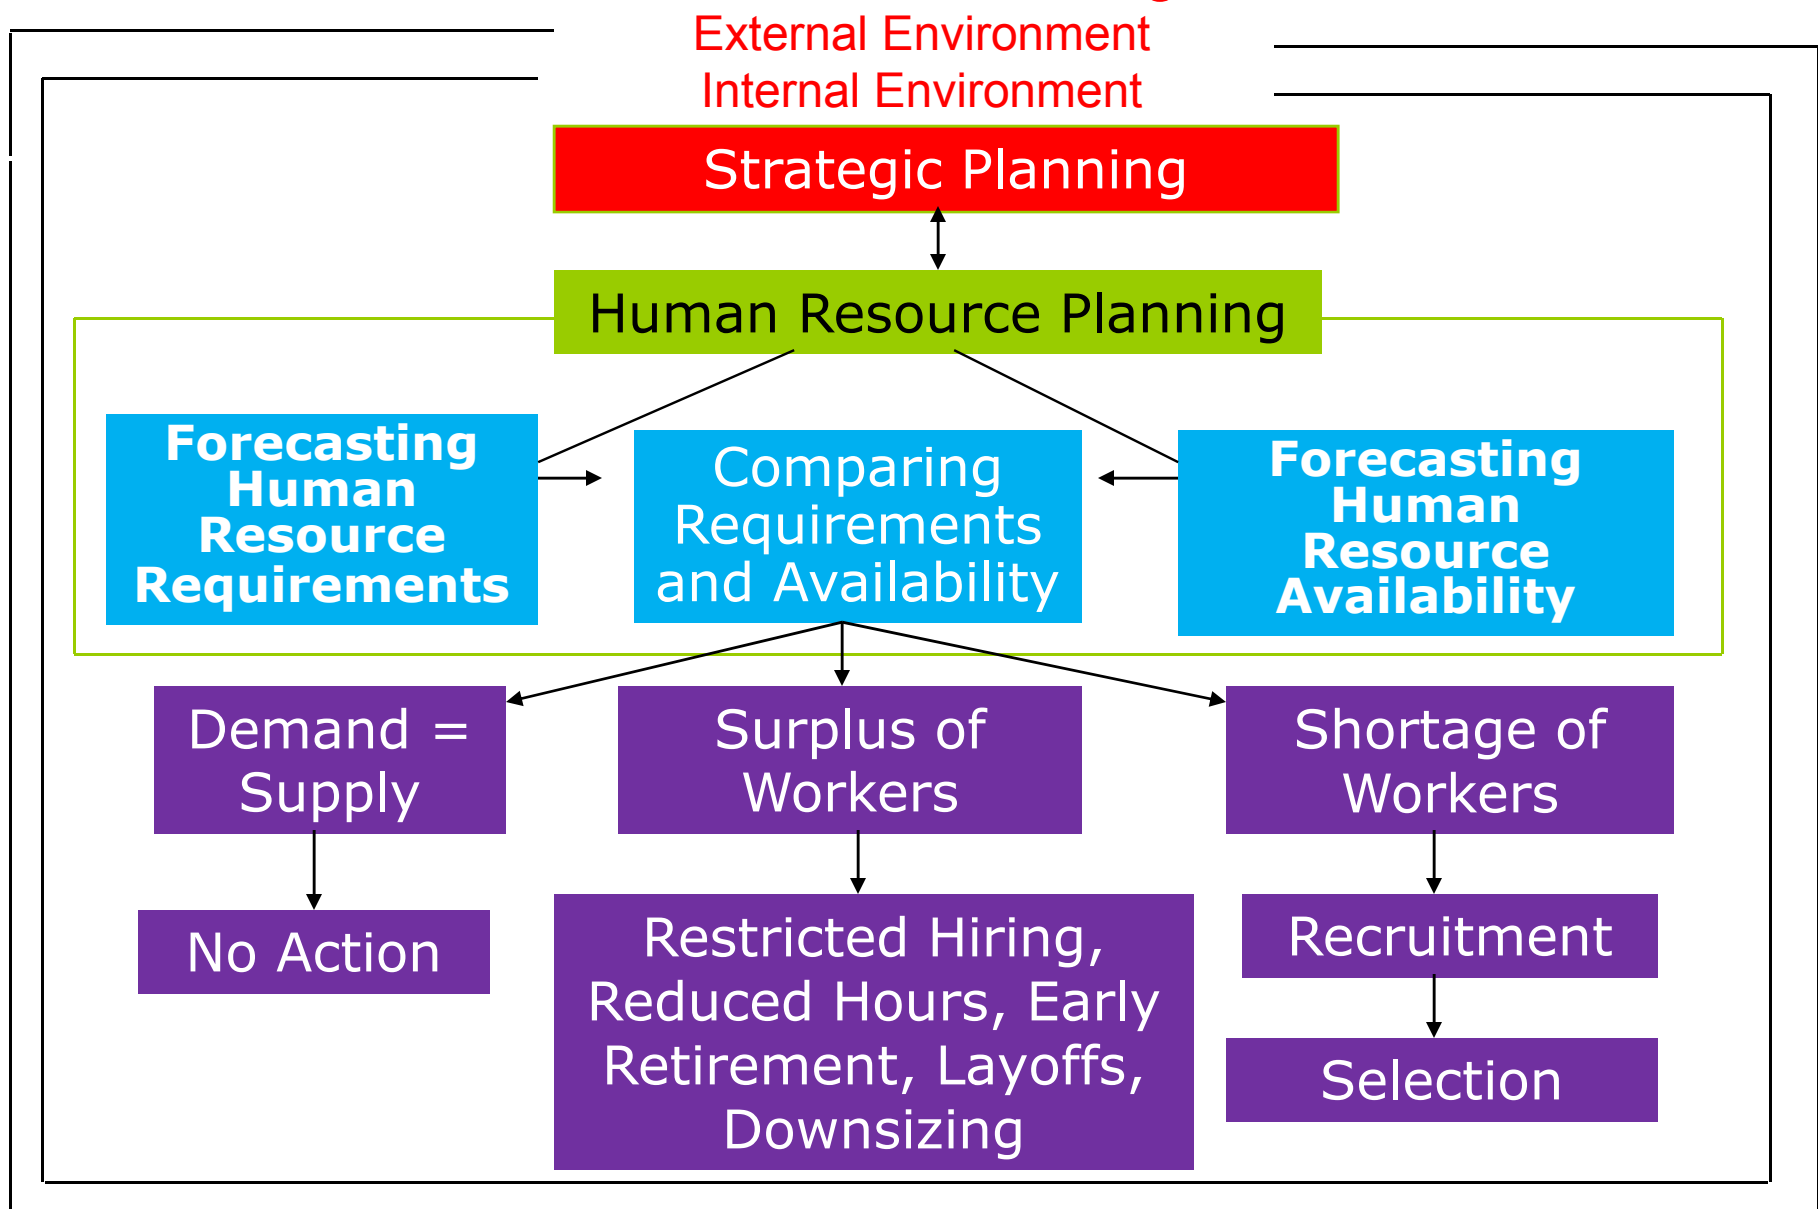 External Environment
Internal Environment
Strategic Planning
Human Resource Planning
Forecasting
Human
Resource
Requirements
Comparing
Requirements
and Availability
Forecasting
Human
Resource
Availability
Demand =
Supply
Surplus of
Workers
Shortage of
Workers
No Action
Restricted Hiring,
Reduced Hours, Early
Retirement, Layoffs,
Downsizing
Recruitment
Selection